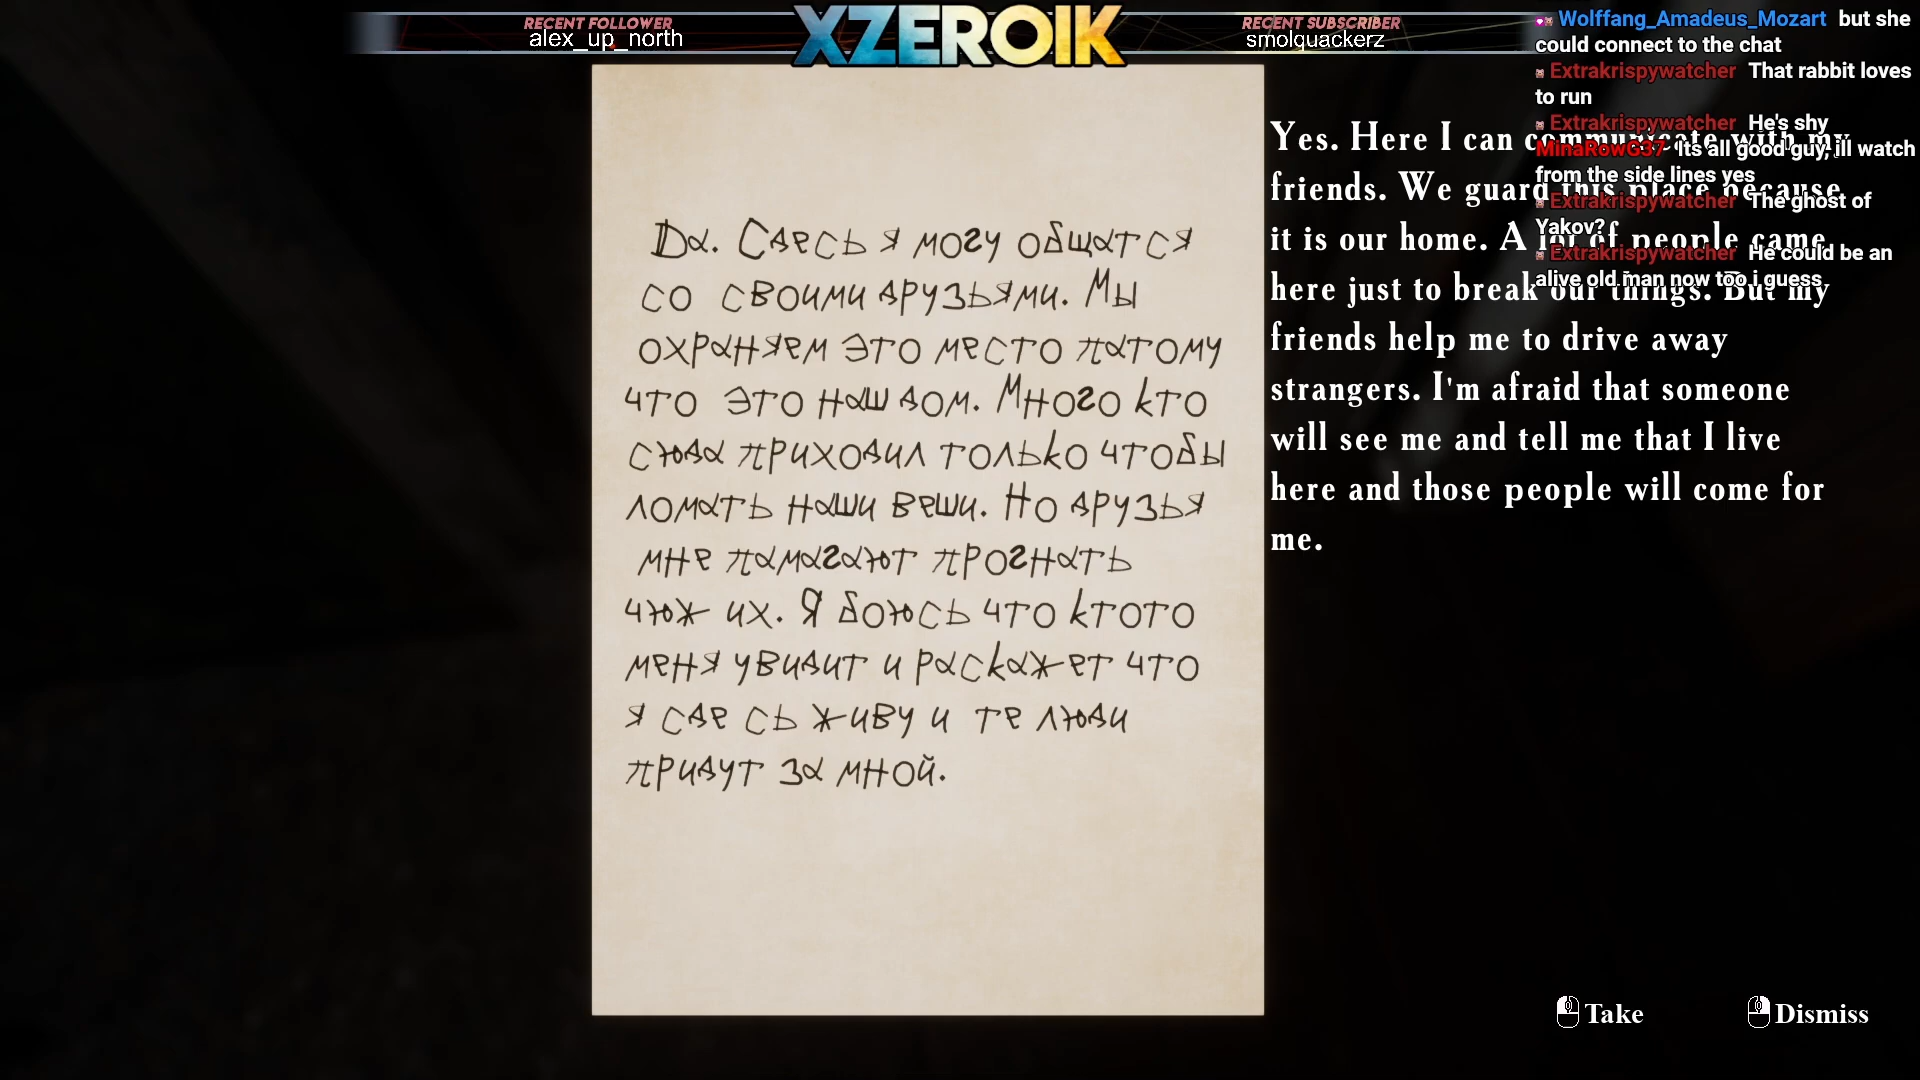 RECENT FOLLOWER
alex_up_north
XZEROIK
RECENT SUBSCRIBER
smolquackerz
Wolffang_Amadeus_Mozart but she
could connect to the chat
Extrakrispywatcher That rabbit loves
to run
Extrakrispywatcher He's shy
MinaRowG37 Its all good guy, ill watch
from the side lines yes
Extrakrispywatcher The ghost of
Yakov?
Extrakrispywatcher He could be an
alive old man now too i guess
Да. Сдесь я могу общатся
со своими друзьями. Мы
охраняем это место патому
что это наш дом. Много кто
сюда приходил только чтобы
ломать наши веши. Но друзья
мне памагают прогнать
чюж их. Я боюсь что ктото
меня увидит и раскажет что
я сде сь живу и те люди
придут за мной.
Yes. Here I can communicate with my
friends. We guard this place because
it is our home. A lot of people came
here just to break our things. But my
friends help me to drive away
strangers. I'm afraid that someone
will see me and tell me that I live
here and those people will come for
me.
Take
Dismiss